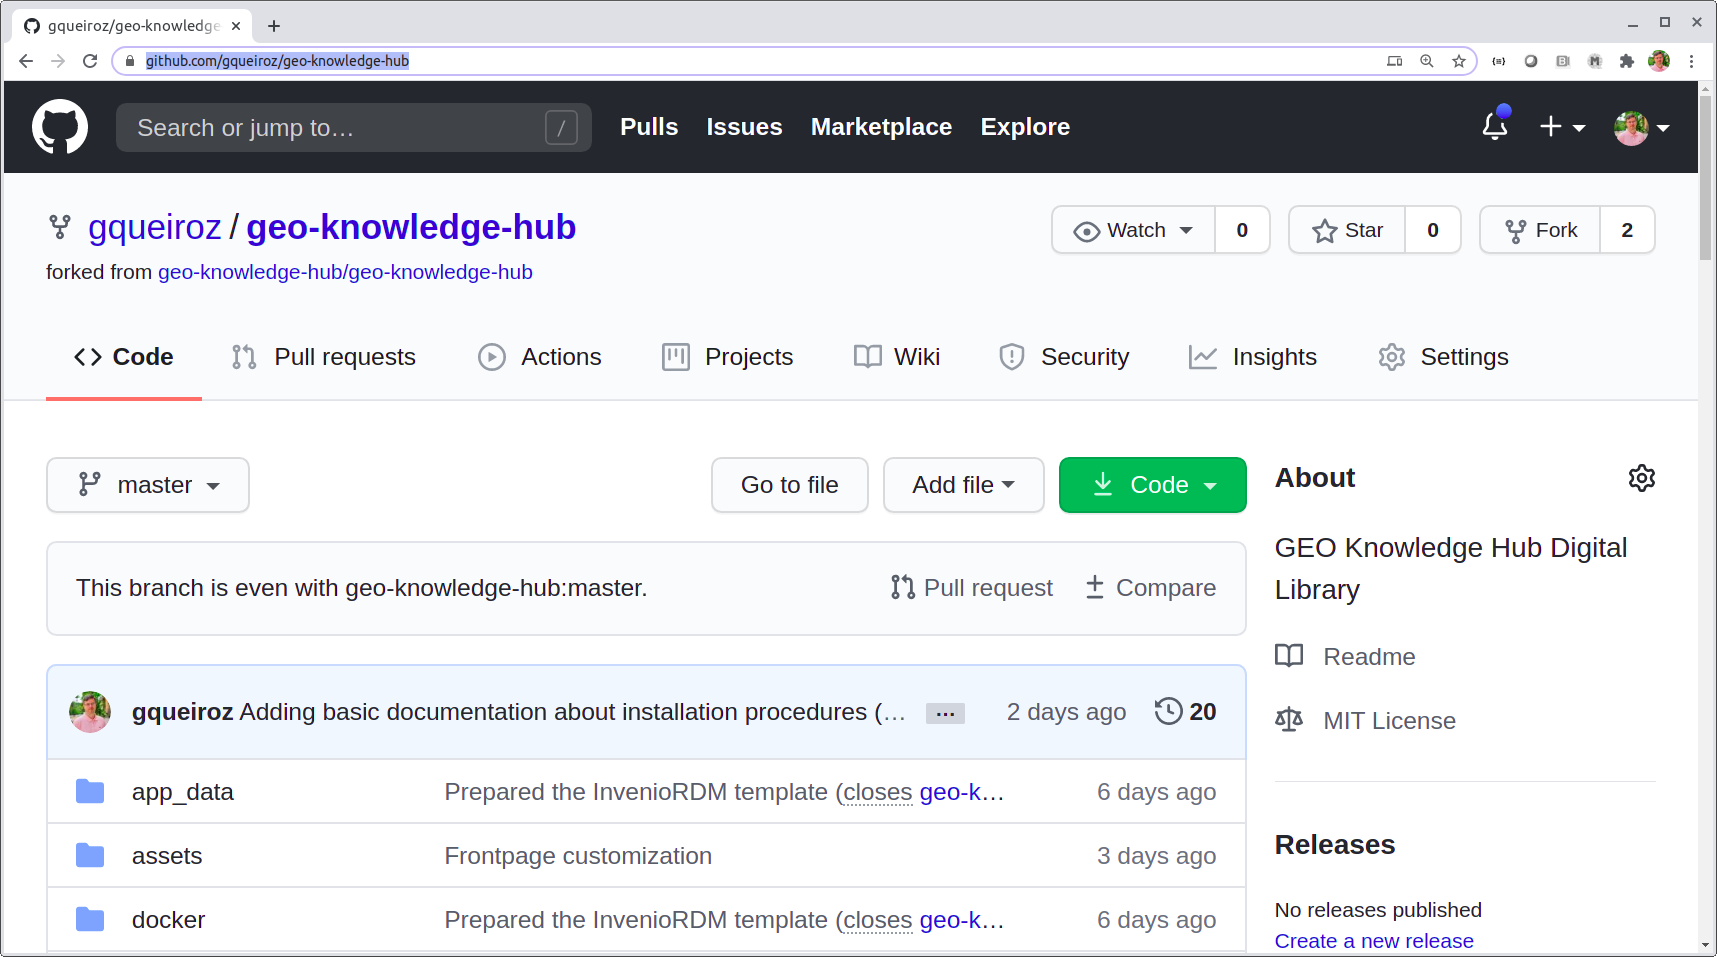 gqueiroz/geo-knowledge
github.com/gqueiroz/geo-knowledge-hub
Search or jump to…
/
Pulls
Issues
Marketplace
Explore
gqueiroz / geo-knowledge-hub
Watch
0
Star
0
Fork
2
forked from geo-knowledge-hub/geo-knowledge-hub
Code
Pull requests
Actions
Projects
Wiki
Security
Insights
Settings
master
Go to file
Add file
Code
This branch is even with geo-knowledge-hub:master.
Pull request
Compare
gqueiroz Adding basic documentation about installation procedures (…
...
2 days ago
20
app_data
Prepared the InvenioRDM template (closes geo-k…
6 days ago
assets
Frontpage customization
3 days ago
docker
Prepared the InvenioRDM template (closes geo-k…
6 days ago
About
GEO Knowledge Hub Digital
Library
Readme
MIT License
Releases
No releases published
Create a new release